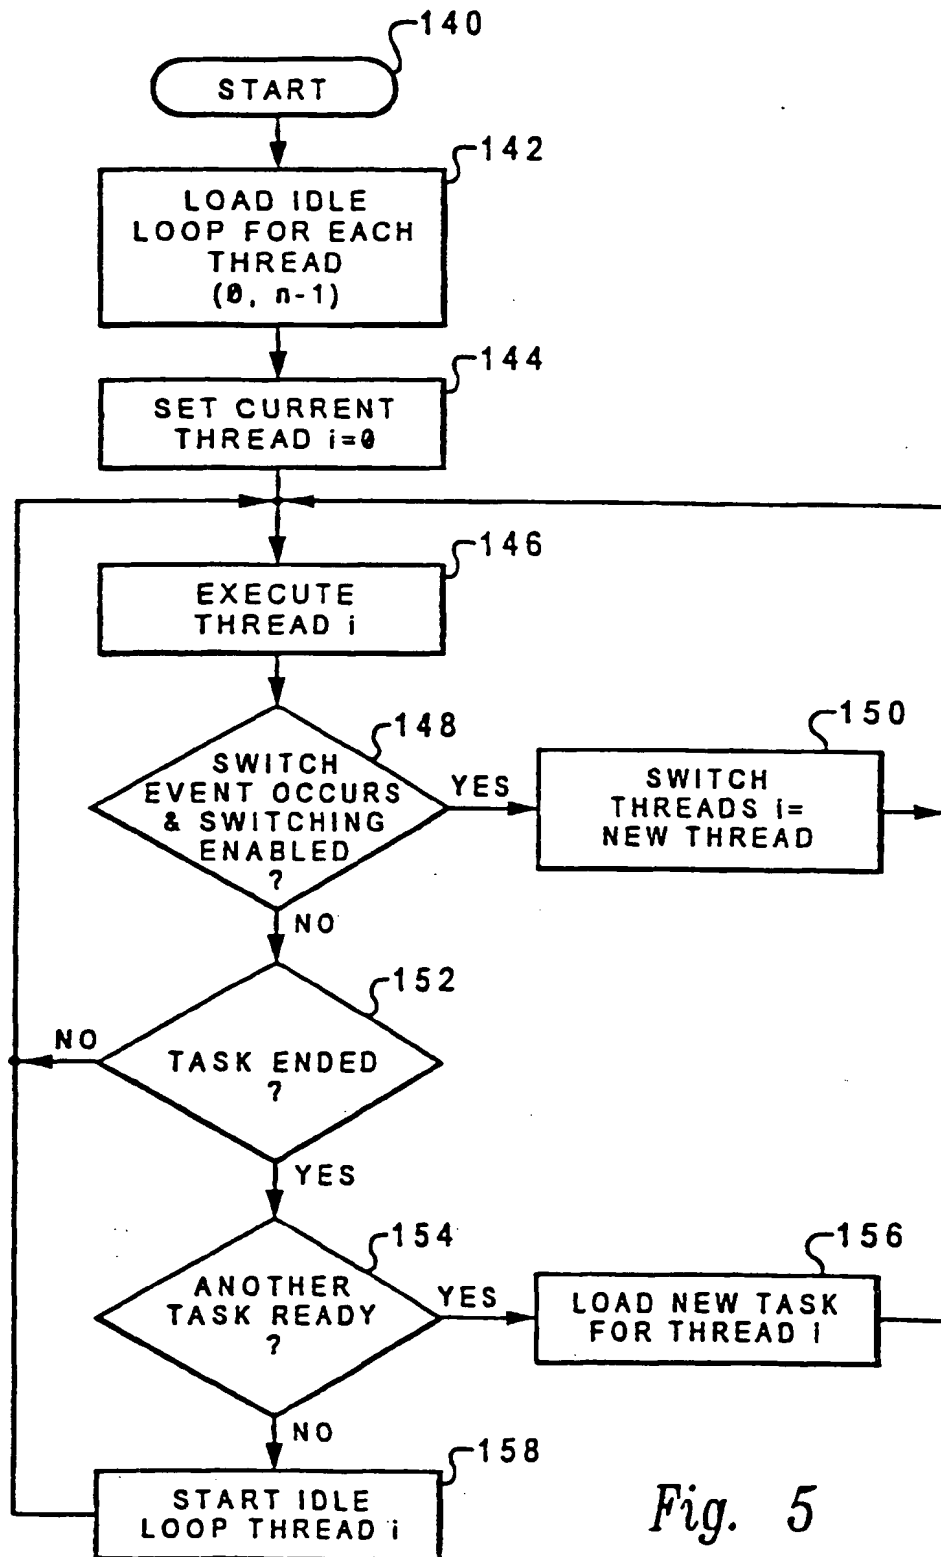 140
START
142
LOAD IDLE
LOOP FOR EACH
THREAD
(0, n-1)
144
SET CURRENT
THREAD i=0
146
EXECUTE
THREAD i
148
SWITCH
EVENT OCCURS
& SWITCHING
ENABLED
?
YES
150
SWITCH
THREADS i=
NEW THREAD
NO
152
TASK ENDED
?
NO
YES
154
ANOTHER
TASK READY
?
YES
156
LOAD NEW TASK
FOR THREAD i
NO
158
START IDLE
LOOP THREAD i
Fig. 5